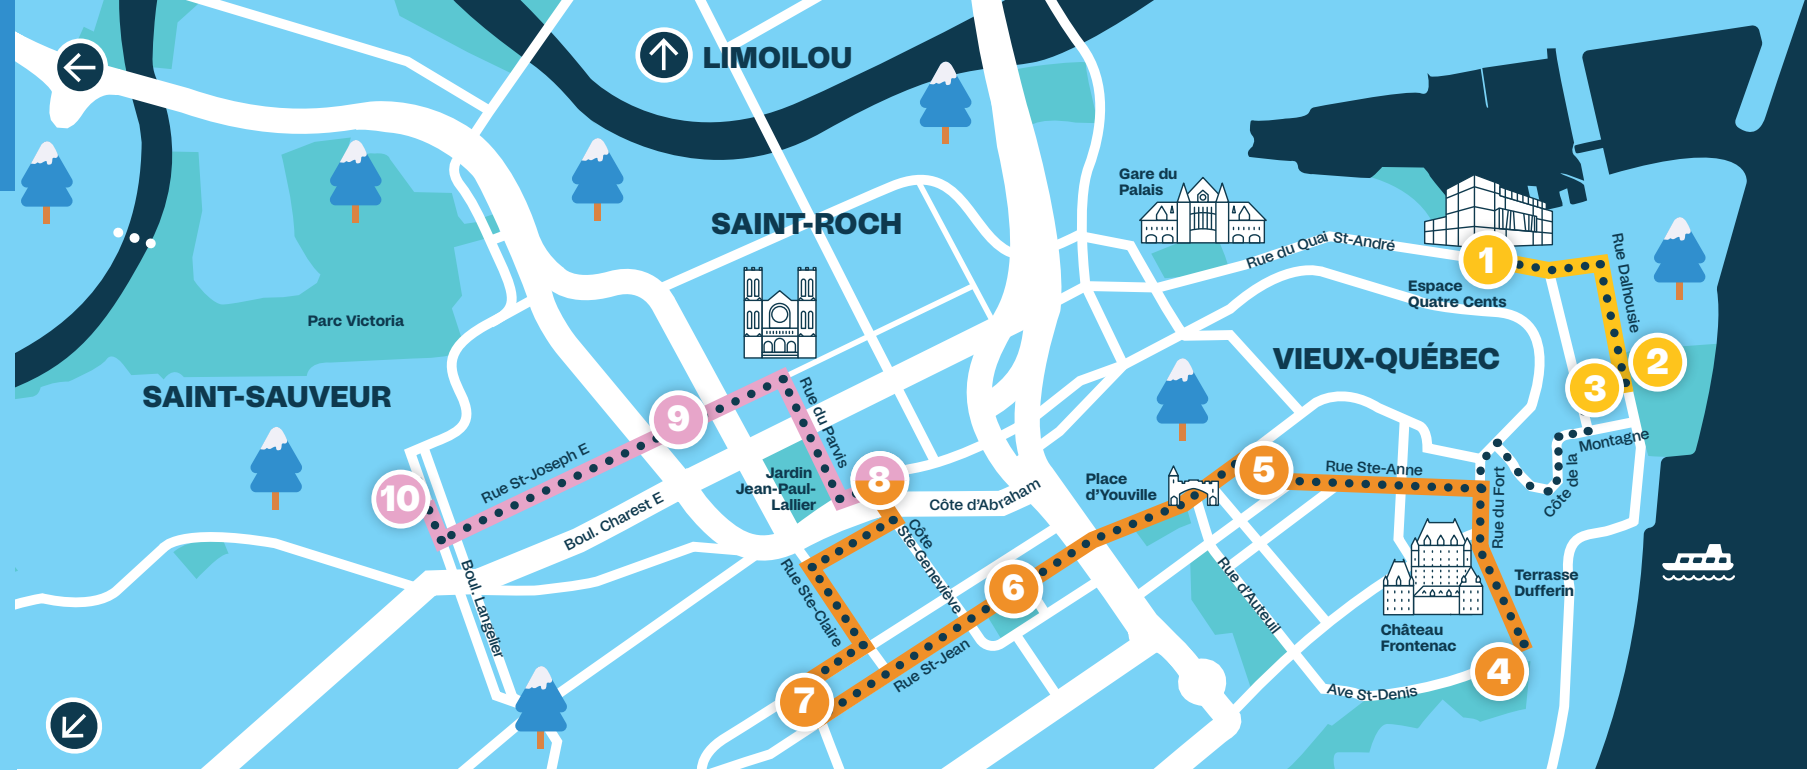 LIMOILOU
Gare du
Palais
SAINT-ROCH
Rue du Quai St-André
Rue Dalhousie
1
Espace
Quatre Cents
Parc Victoria
VIEUX-QUÉBEC
2
3
SAINT-SAUVEUR
9
Rue du Parvis
Montagne
Côte de la
Rue St-Joseph E
Jardin
Jean-Paul-
Lallier
8
Place
d'Youville
5
Rue Ste-Anne
10
Boul. Charest E
Côte d'Abraham
Rue du Fort
Côte
Ste-Geneviève
Boul. Langelier
Rue Ste-Claire
6
Rue d'Auteuil
Terrasse
Dufferin
Château
Frontenac
Rue St-Jean
4
7
Ave St-Denis